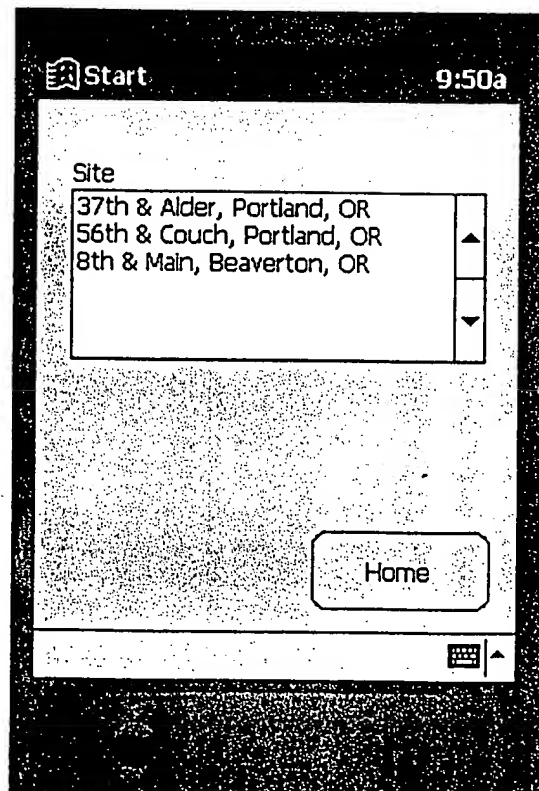 Start 9:50a
Site
37th & Alder, Portland, OR
56th & Couch, Portland, OR
8th & Main, Beaverton, OR
Home